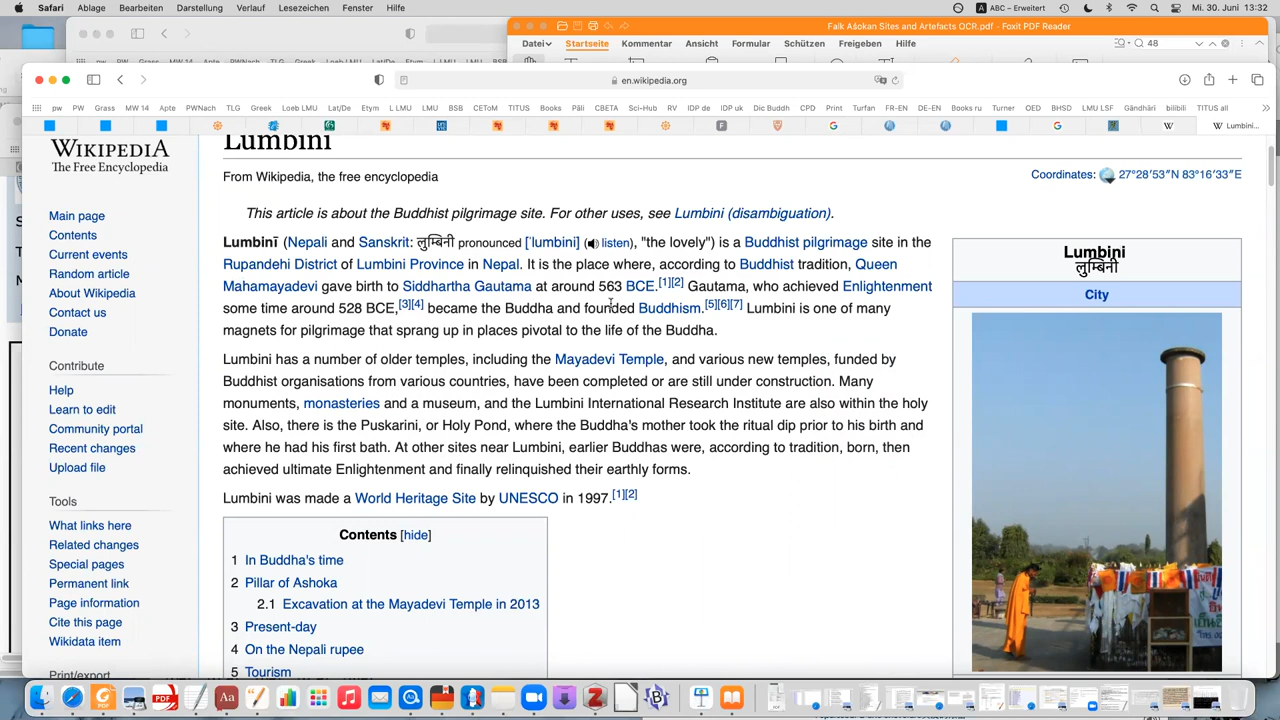 Safari Ablage Bearbeiten Darstellung Verlauf Lesezeichen Fenster Hilfe
ABC – Erweitert Mi. 30. Juni 13:32
Falk Aśokan Sites and Artefacts OCR.pdf - Foxit PDF Reader
Datei Startseite Kommentar Ansicht Formular Schützen Freigeben Hilfe
48
en.wikipedia.org
pw PW Grass MW 14 Apte PWNach TLG Greek Loeb LMU Lat/De Etym L LMU LMU BSB CEToM TITUS Books Pāli CBETA Sci-Hub RV IDP de IDP uk Dic Buddh CPD Print Turfan FR-EN DE-EN Books ru Turner OED BHSD LMU LSF Gāndhārī bilibili TITUS all
Lumbini...
WIKIPEDIA
The Free Encyclopedia
Main page
Contents
Current events
Random article
About Wikipedia
Contact us
Donate
Contribute
Help
Learn to edit
Community portal
Recent changes
Upload file
Tools
What links here
Related changes
Special pages
Permanent link
Page information
Cite this page
Wikidata item
Print/export
Lumbini
From Wikipedia, the free encyclopedia
Coordinates: 27°28′53″N 83°16′33″E
This article is about the Buddhist pilgrimage site. For other uses, see Lumbini (disambiguation).
Lumbinī (Nepali and Sanskrit: लुम्बिनी pronounced [ˈlumbini] (listen), "the lovely") is a Buddhist pilgrimage site in the
Rupandehi District of Lumbini Province in Nepal. It is the place where, according to Buddhist tradition, Queen
Mahamayadevi gave birth to Siddhartha Gautama at around 563 BCE.[1][2] Gautama, who achieved Enlightenment
some time around 528 BCE,[3][4] became the Buddha and founded Buddhism.[5][6][7] Lumbini is one of many
magnets for pilgrimage that sprang up in places pivotal to the life of the Buddha.
Lumbini has a number of older temples, including the Mayadevi Temple, and various new temples, funded by
Buddhist organisations from various countries, have been completed or are still under construction. Many
monuments, monasteries and a museum, and the Lumbini International Research Institute are also within the holy
site. Also, there is the Puskarini, or Holy Pond, where the Buddha's mother took the ritual dip prior to his birth and
where he had his first bath. At other sites near Lumbini, earlier Buddhas were, according to tradition, born, then
achieved ultimate Enlightenment and finally relinquished their earthly forms.
Lumbini was made a World Heritage Site by UNESCO in 1997.[1][2]
Contents [hide]
1 In Buddha's time
2 Pillar of Ashoka
2.1 Excavation at the Mayadevi Temple in 2013
3 Present-day
4 On the Nepali rupee
5 Tourism
Lumbini
लुम्बिनी
City